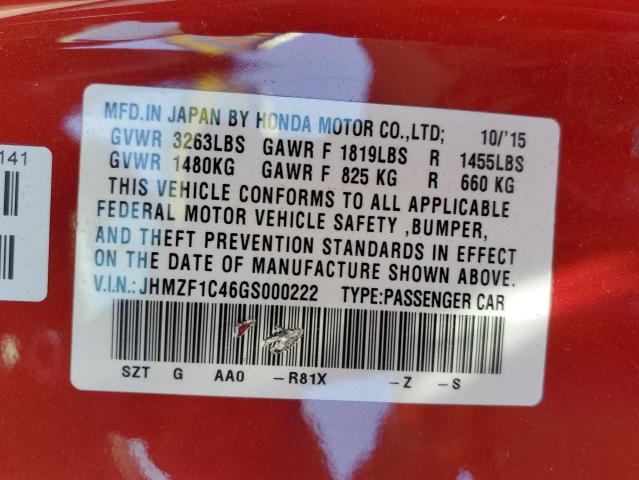 MFD.IN JAPAN BY HONDA MOTOR CO.,LTD; 10/'15
GVWR 3263LBS GAWR F 1819LBS R 1455LBS
GVWR 1480KG GAWR F 825 KG R 660 KG
THIS VEHICLE CONFORMS TO ALL APPLICABLE
FEDERAL MOTOR VEHICLE SAFETY ,BUMPER,
AND THEFT PREVENTION STANDARDS IN EFFECT
ON THE DATE OF MANUFACTURE SHOWN ABOVE.
V.I.N.:JHMZF1C46GS000222 TYPE:PASSENGER CAR
SZT G AA0 -R81X -Z -S
141